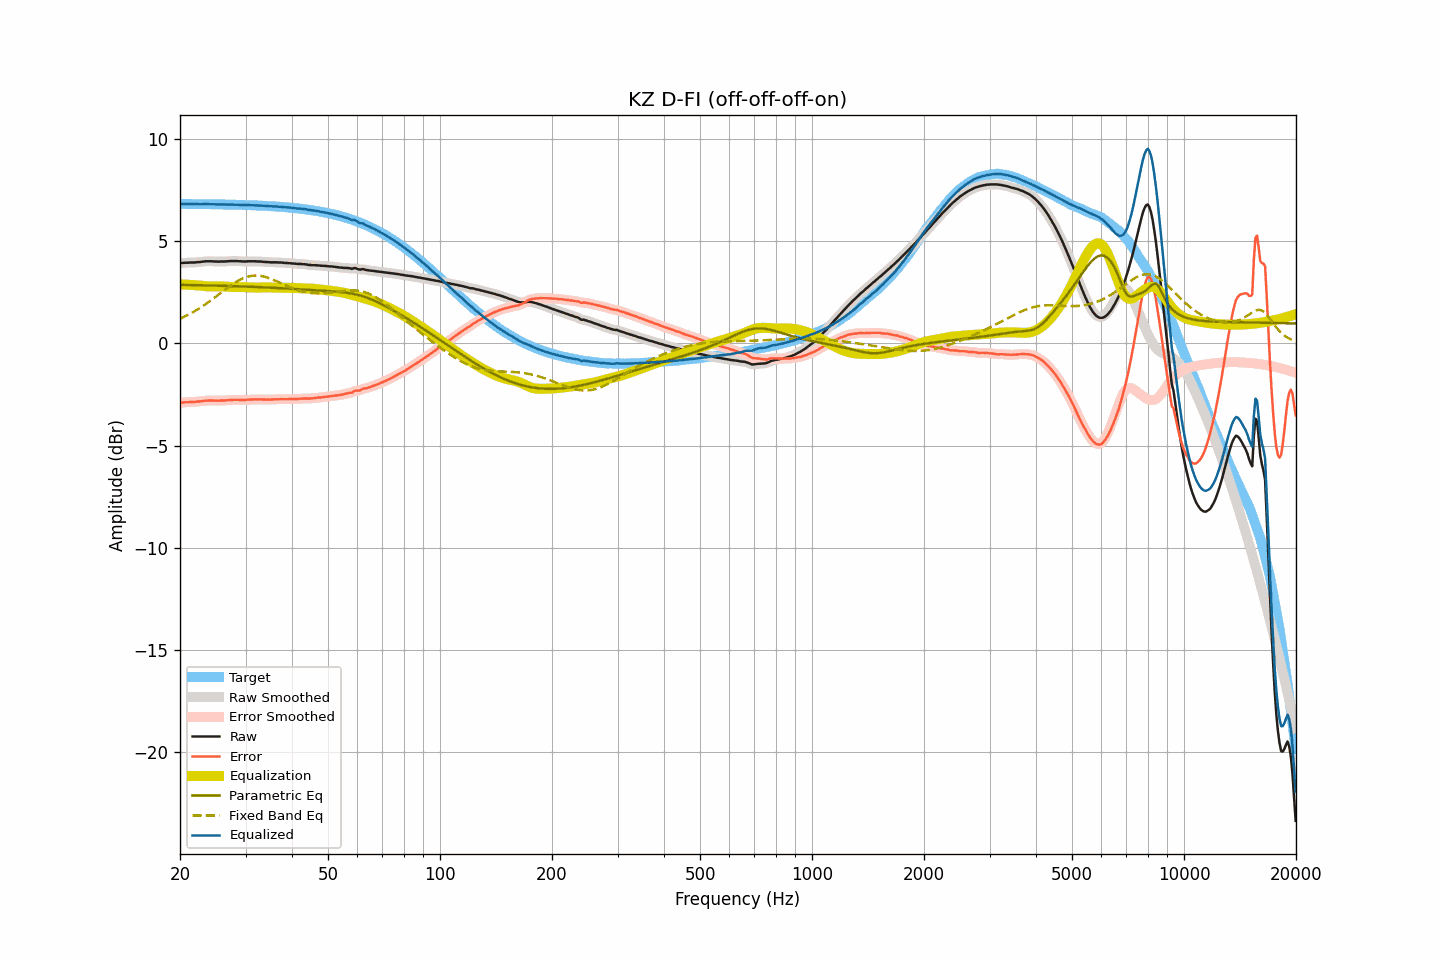 KZ D-FI (off-off-off-on)
Amplitude (dBr)
10
5
0
−5
−10
−15
−20
Target
Raw Smoothed
Error Smoothed
Raw
Error
Equalization
Parametric Eq
Fixed Band Eq
Equalized
20 50 100 200 500 1000 2000 5000 10000 20000
Frequency (Hz)